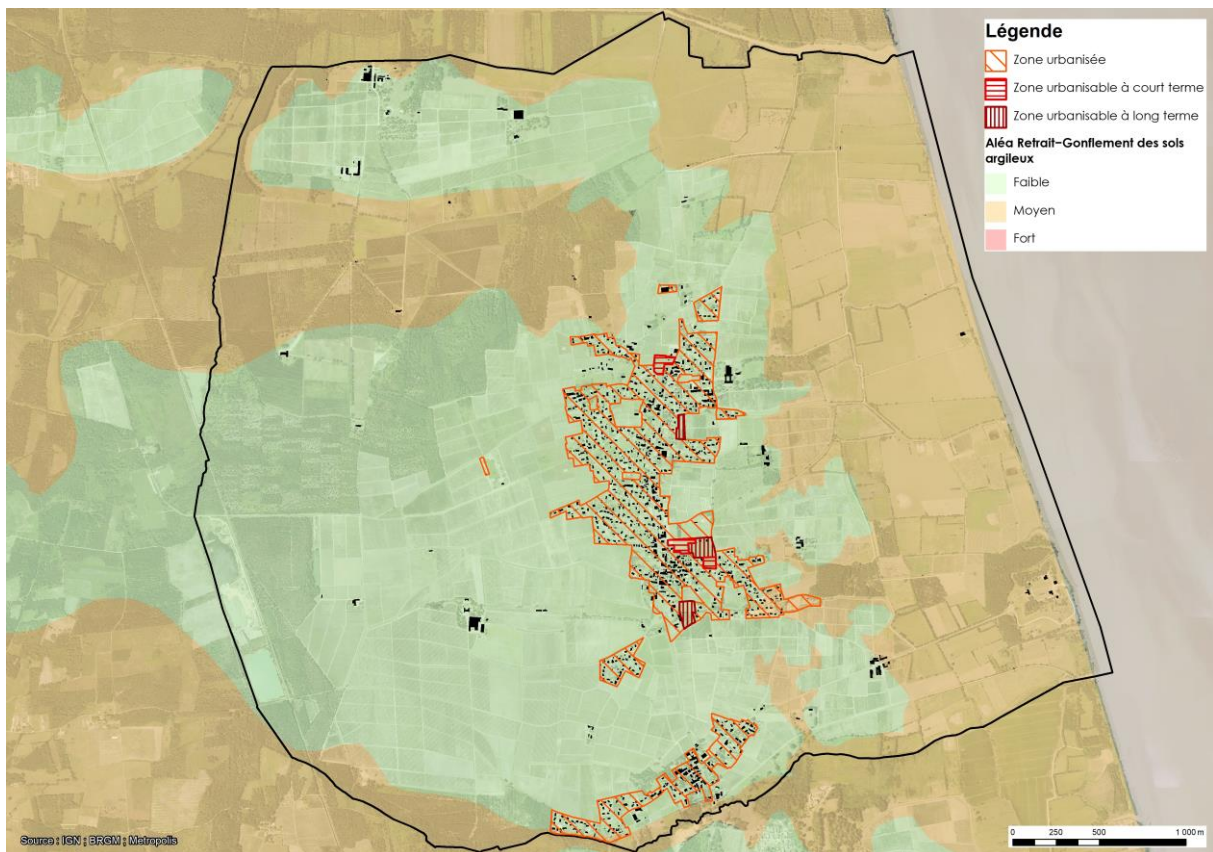 Légende
Zone urbanisée
Zone urbanisable à court terme
Zone urbanisable à long terme
Aléa Retrait-Gonflement des sols
argileux
Faible
Moyen
Fort
Source : IGN ; BRGM ; Metropolis
0 250 500 1 000 m